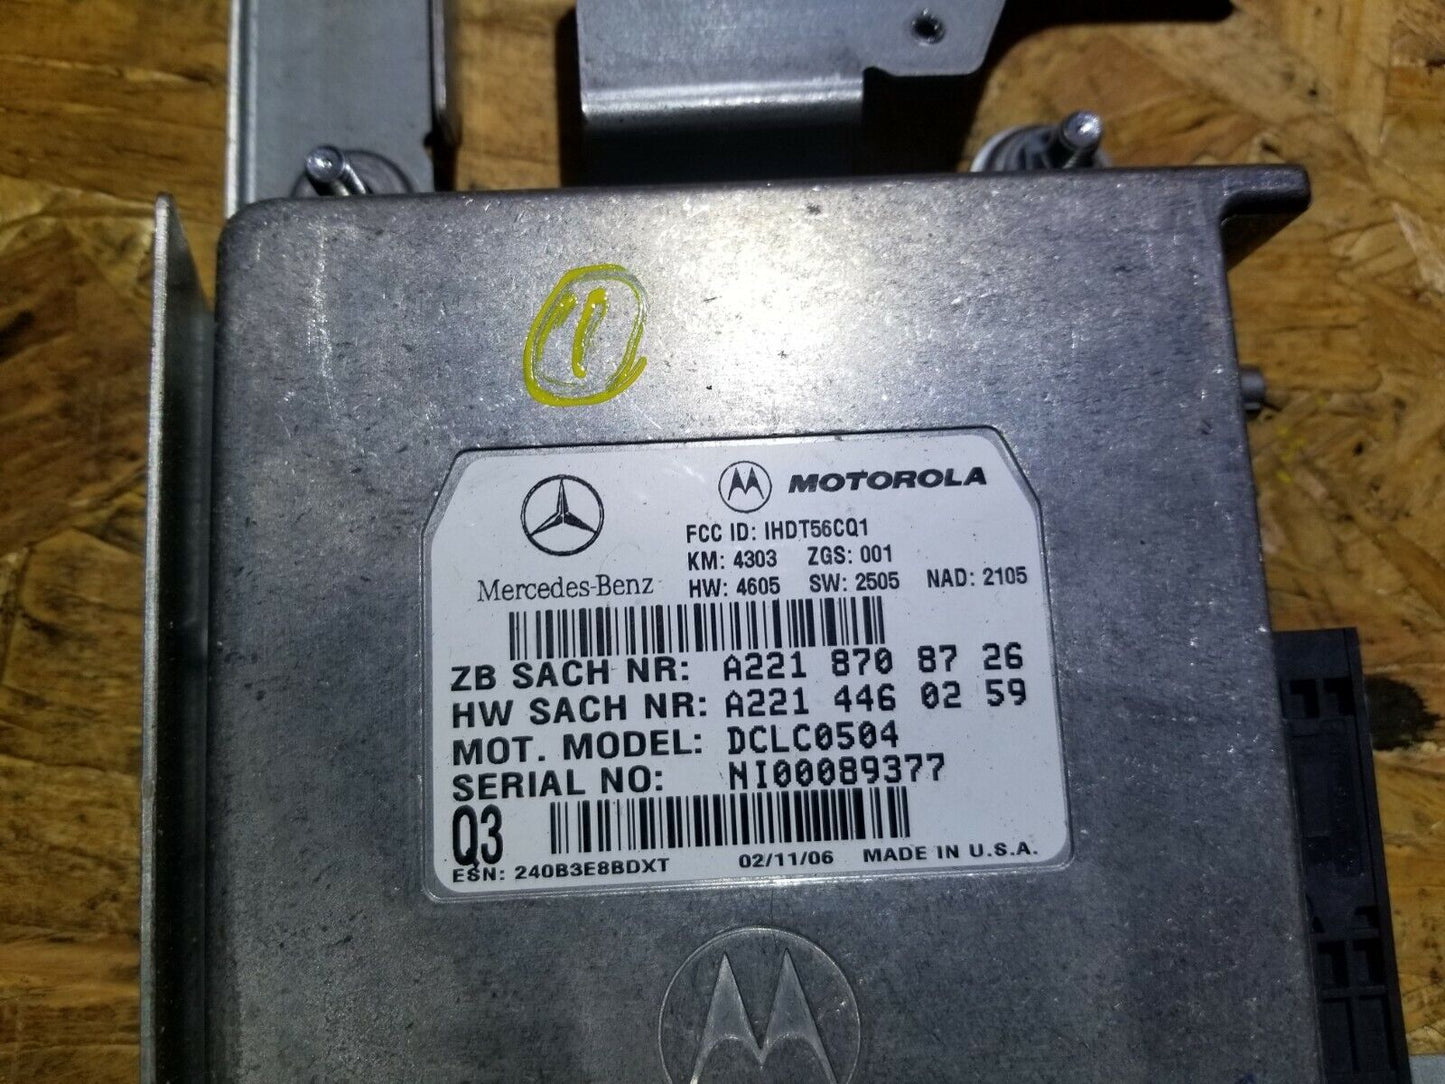 1
MOTOROLA
FCC ID: IHDT56CQ1
KM: 4303 ZGS: 001
Mercedes-Benz HW: 4605 SW: 2505 NAD: 2105
ZB SACH NR: A221 870 87 26
HW SACH NR: A221 446 02 59
MOT. MODEL: DCLC0504
SERIAL NO: NI00089377
Q3
ESN: 240B3E8BDXT 02/11/06 MADE IN U.S.A.